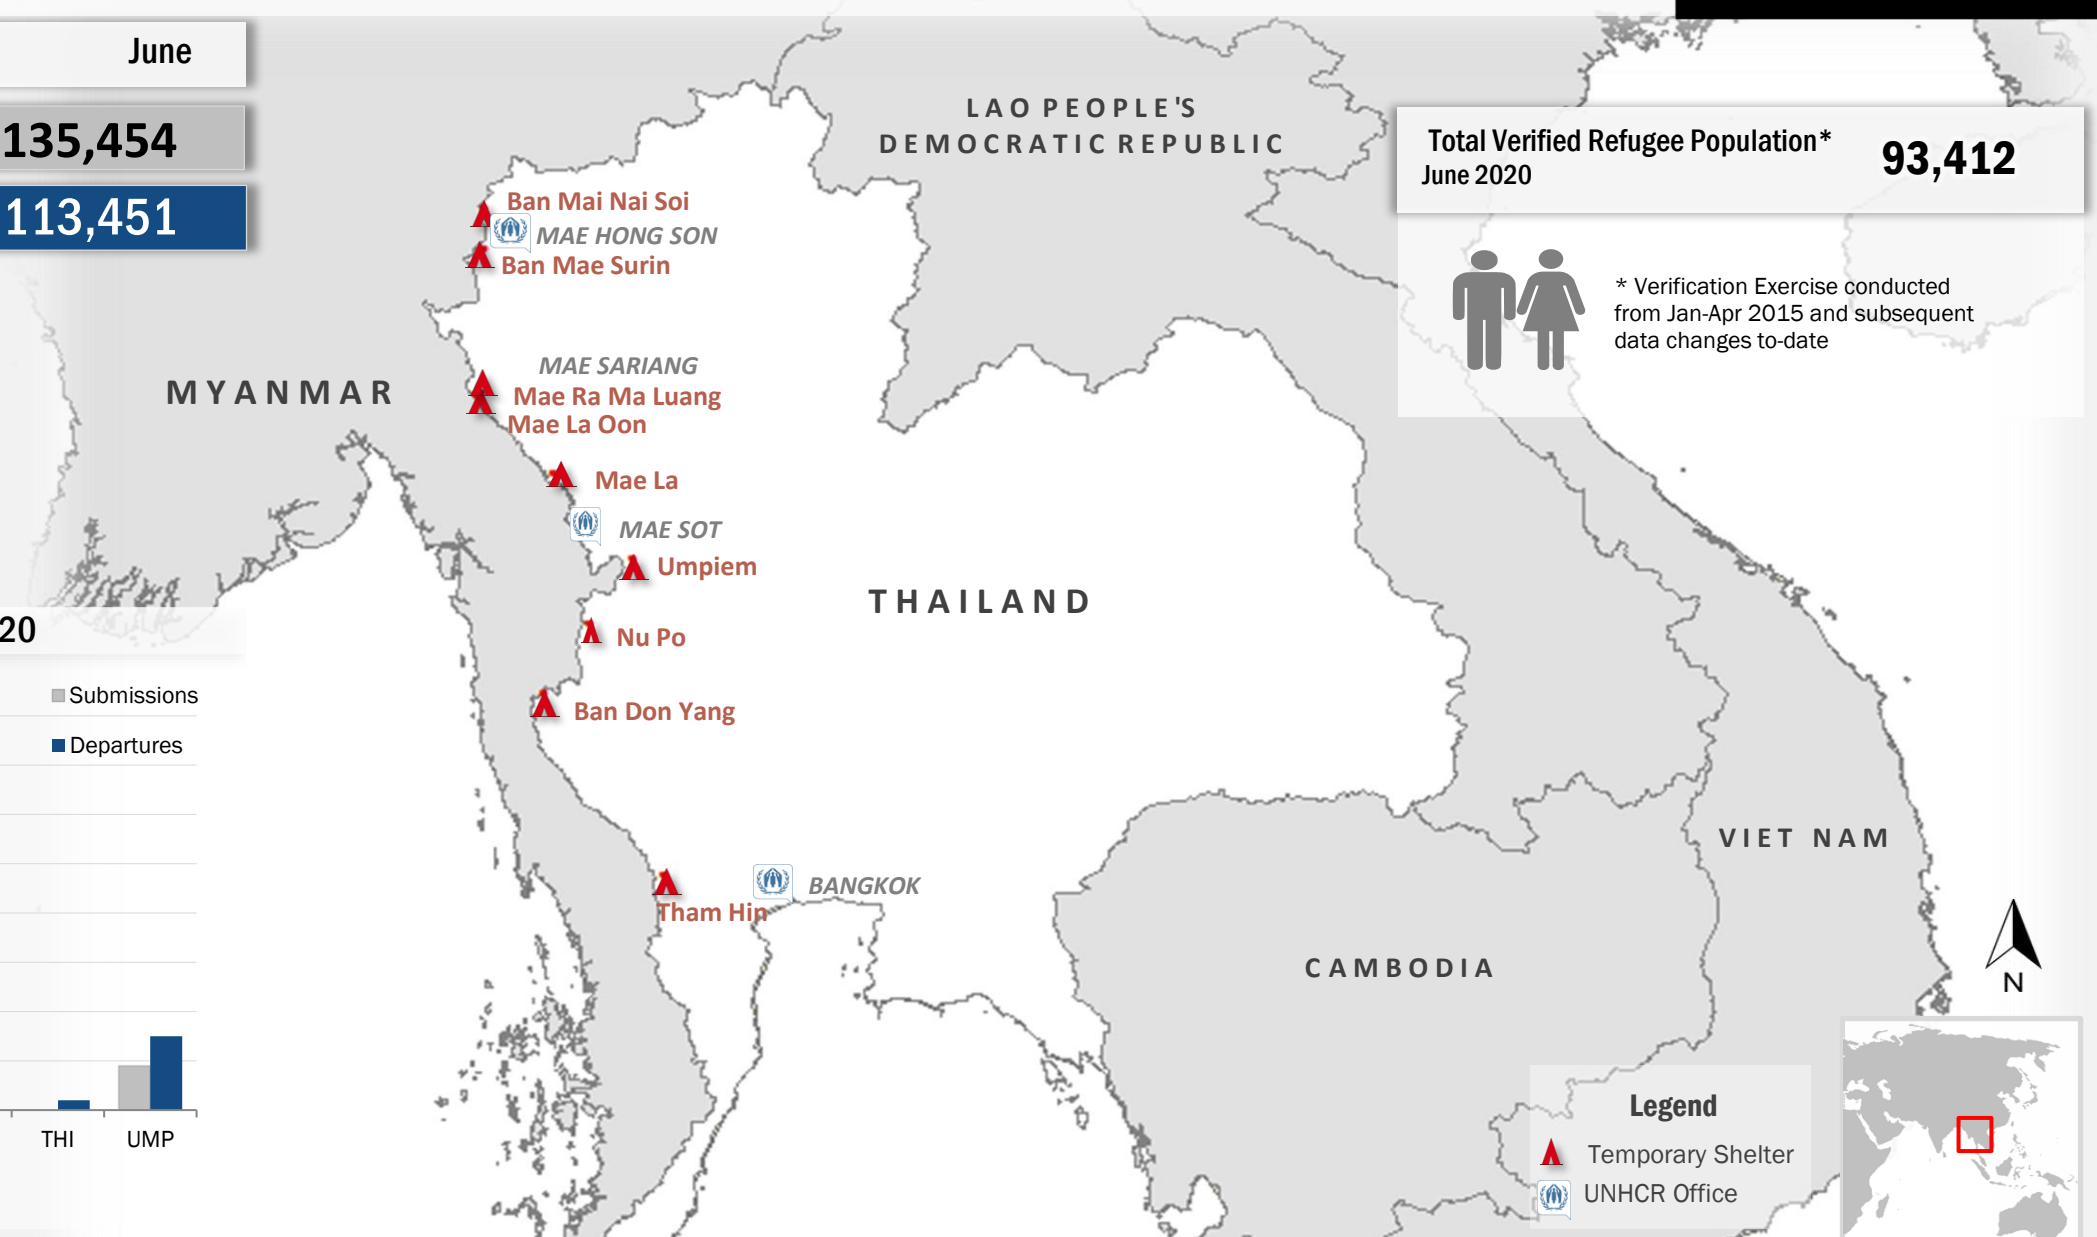 June
135,454
113,451
LAO PEOPLE'S
DEMOCRATIC REPUBLIC
Total Verified Refugee Population*
June 2020
93,412
* Verification Exercise conducted
from Jan-Apr 2015 and subsequent
data changes to-date
Ban Mai Nai Soi
MAE HONG SON
Ban Mae Surin
MYANMAR
MAE SARIANG
Mae Ra Ma Luang
Mae La Oon
Mae La
MAE SOT
Umpiem
THAILAND
Nu Po
Ban Don Yang
20
Submissions
Departures
VIET NAM
BANGKOK
Tham Hin
CAMBODIA
N
THI
UMP
Legend
Temporary Shelter
UNHCR Office